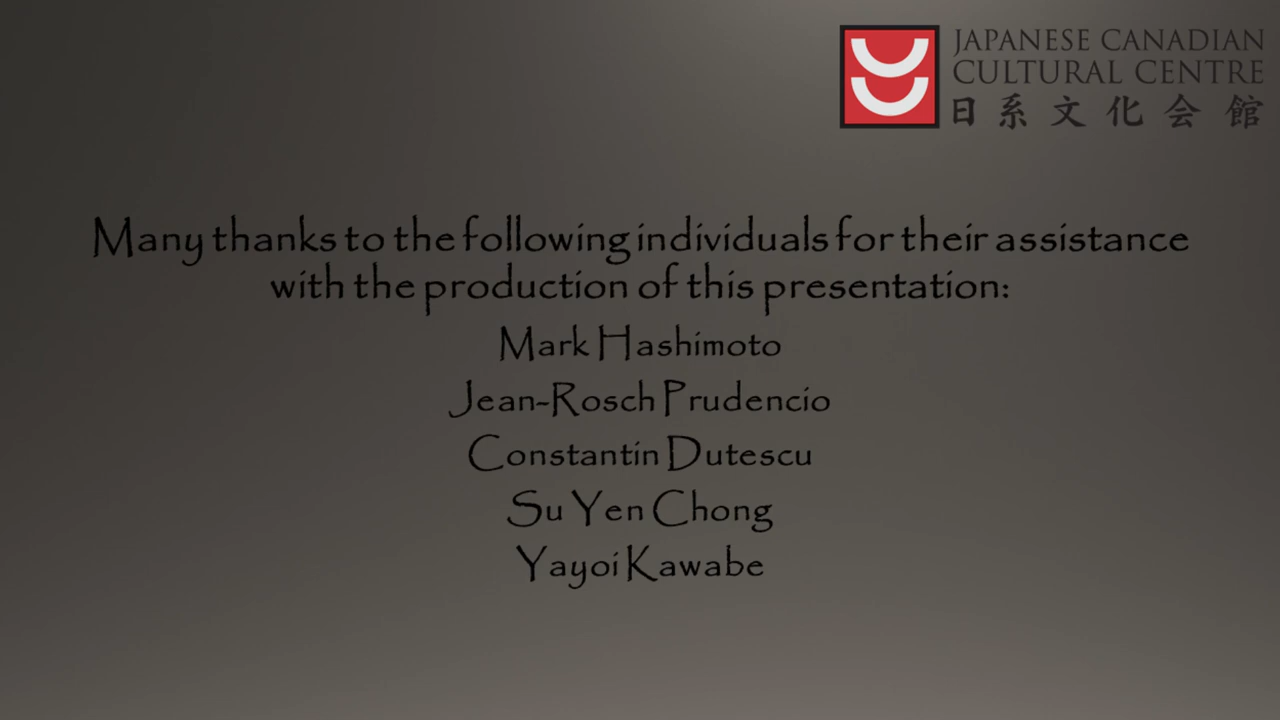 JAPANESE CANADIAN
CULTURAL CENTRE
日系文化会館
Many thanks to the following individuals for their assistance
with the production of this presentation:
Mark Hashimoto
Jean-Rosch Prudencio
Constantin Dutescu
Su Yen Chong
Yayoi Kawabe